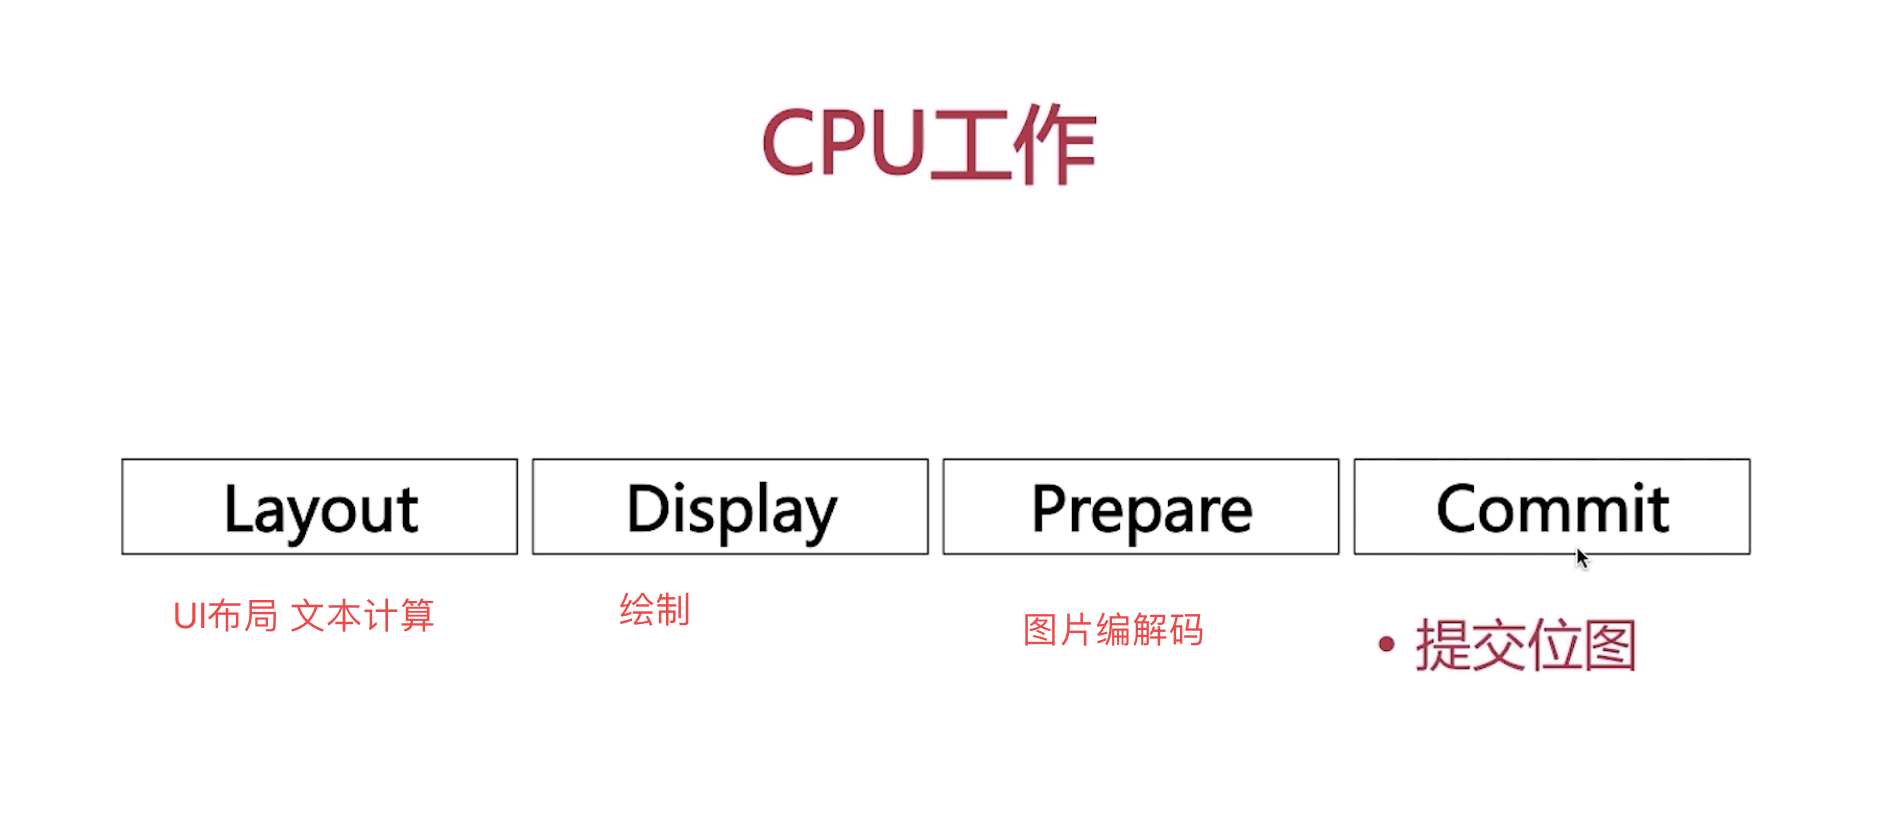 CPU工作
Layout
Display
Prepare
Commit
UI布局 文本计算
绘制
图片编解码
• 提交位图